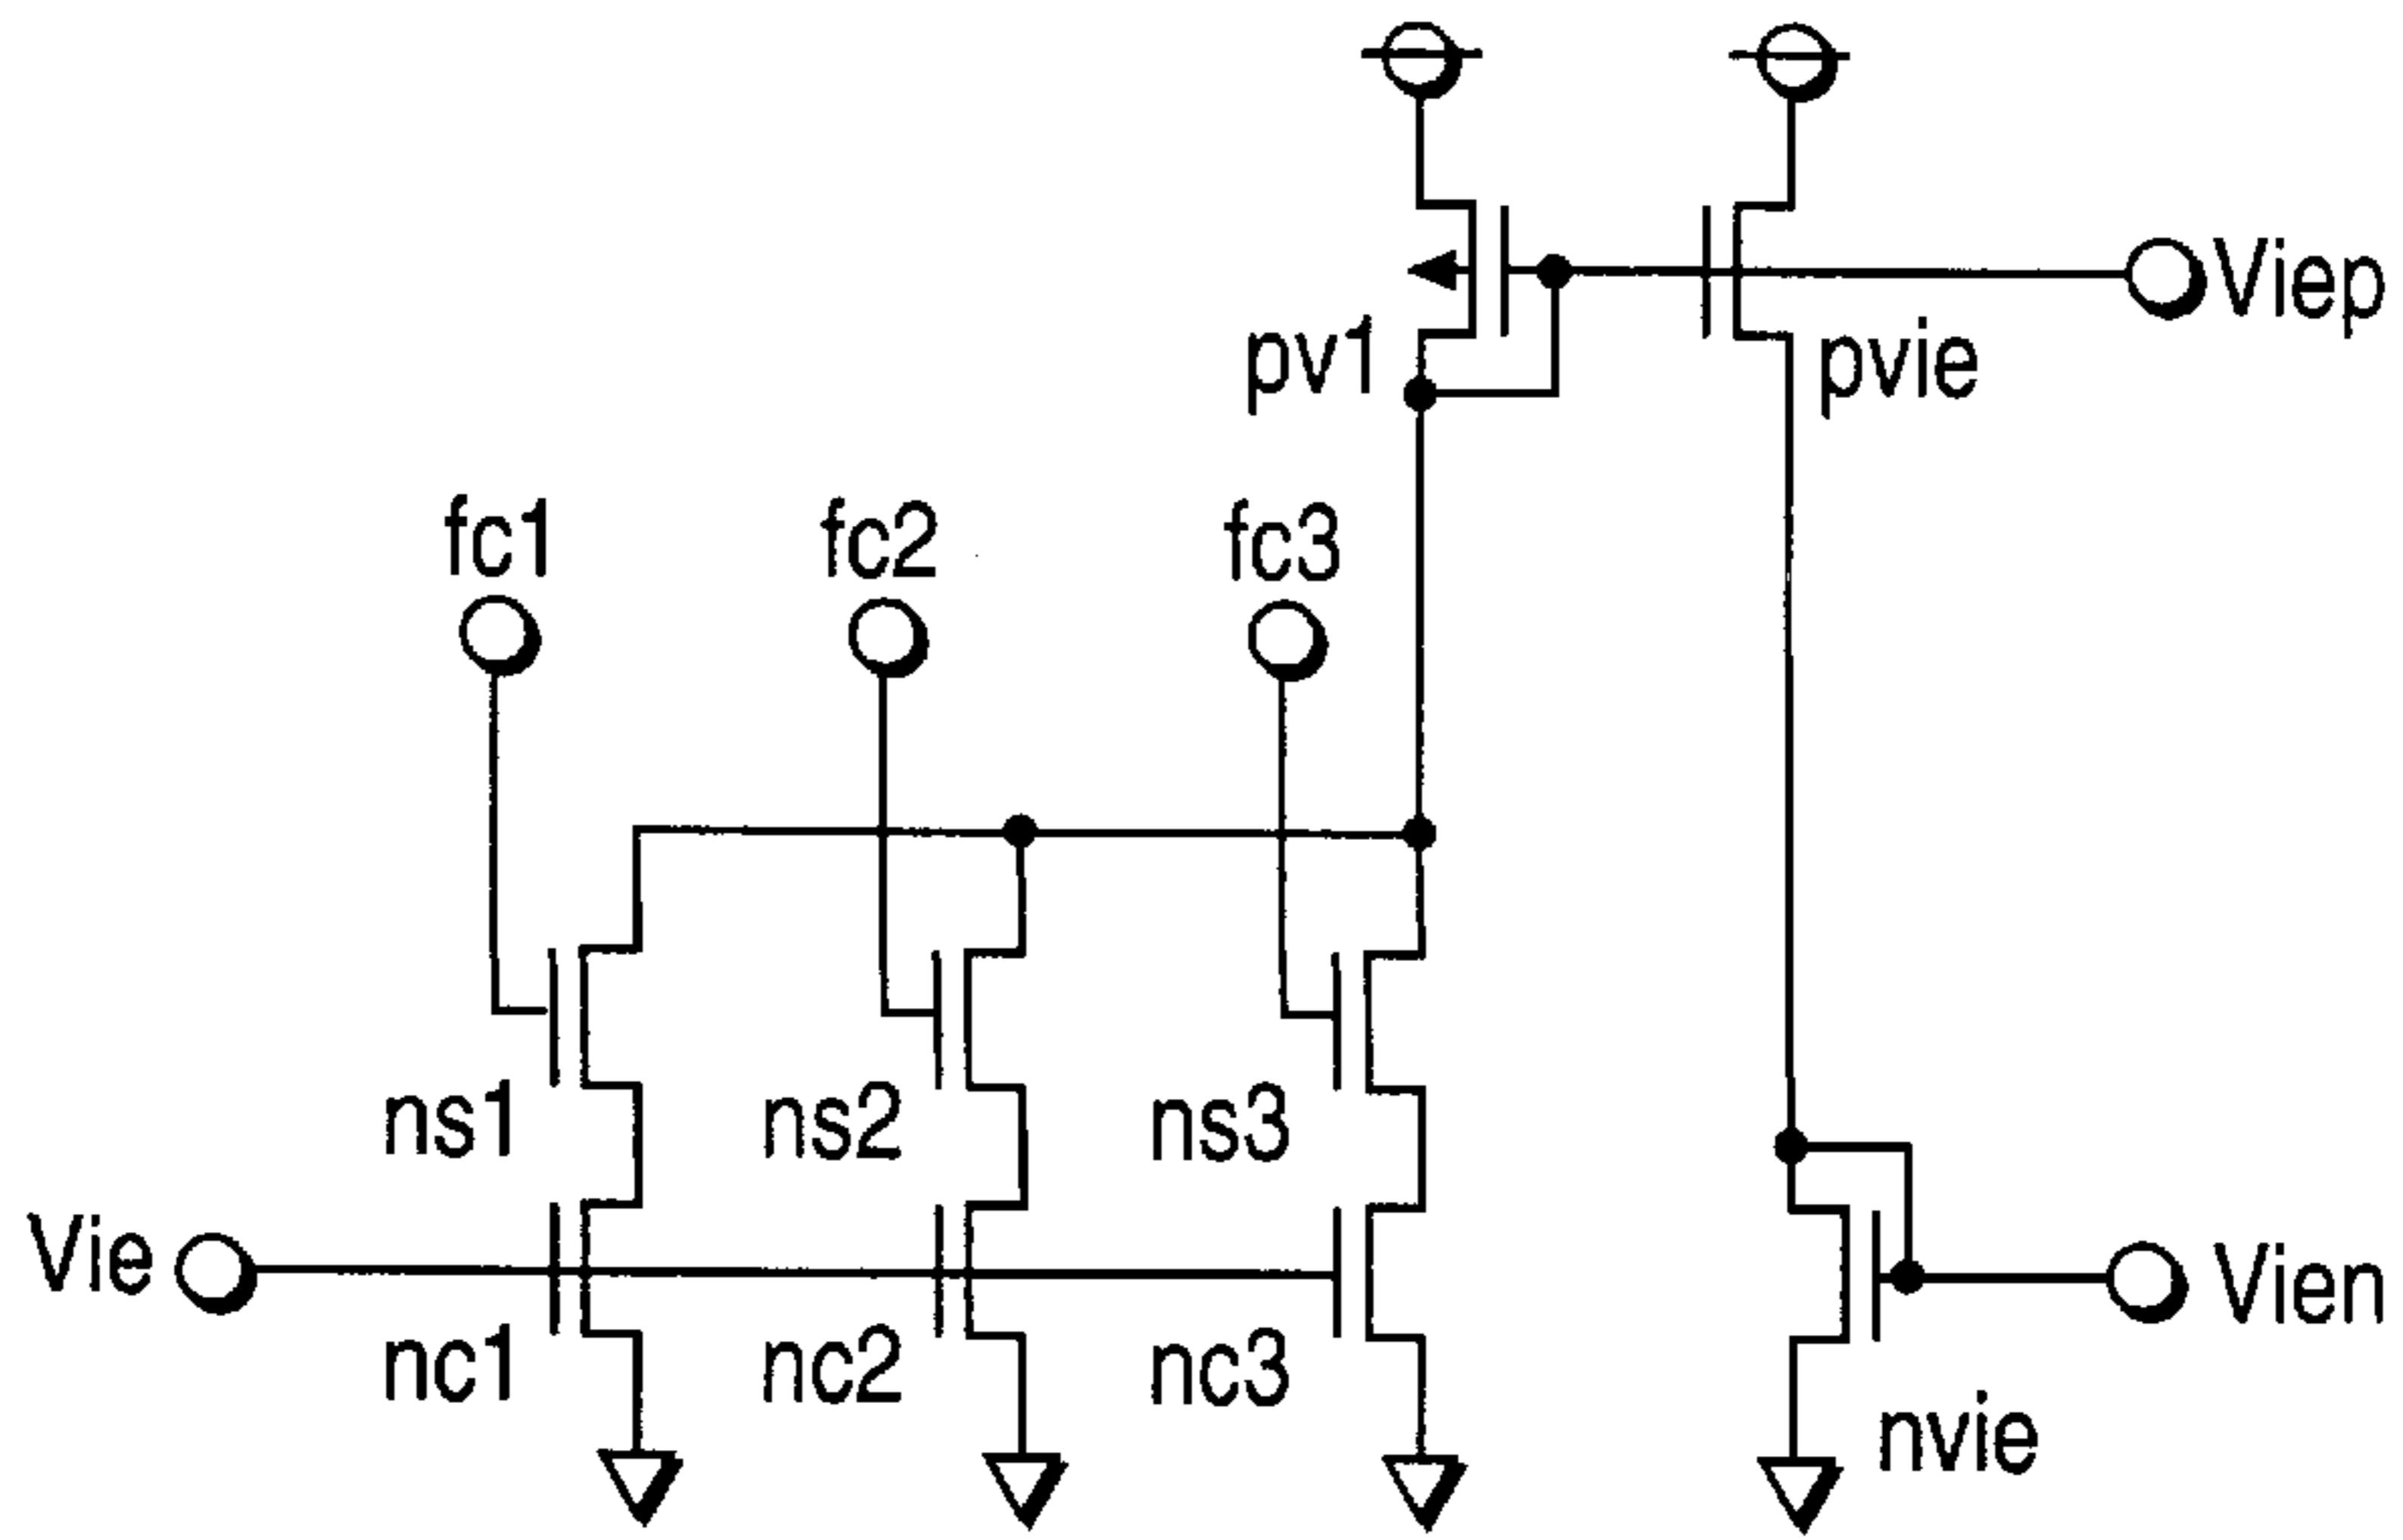 Viep
pv1
pvie
fc1
fc2
fc3
ns1
ns2
ns3
Vie
Vien
nc1
nc2
nc3
nvie